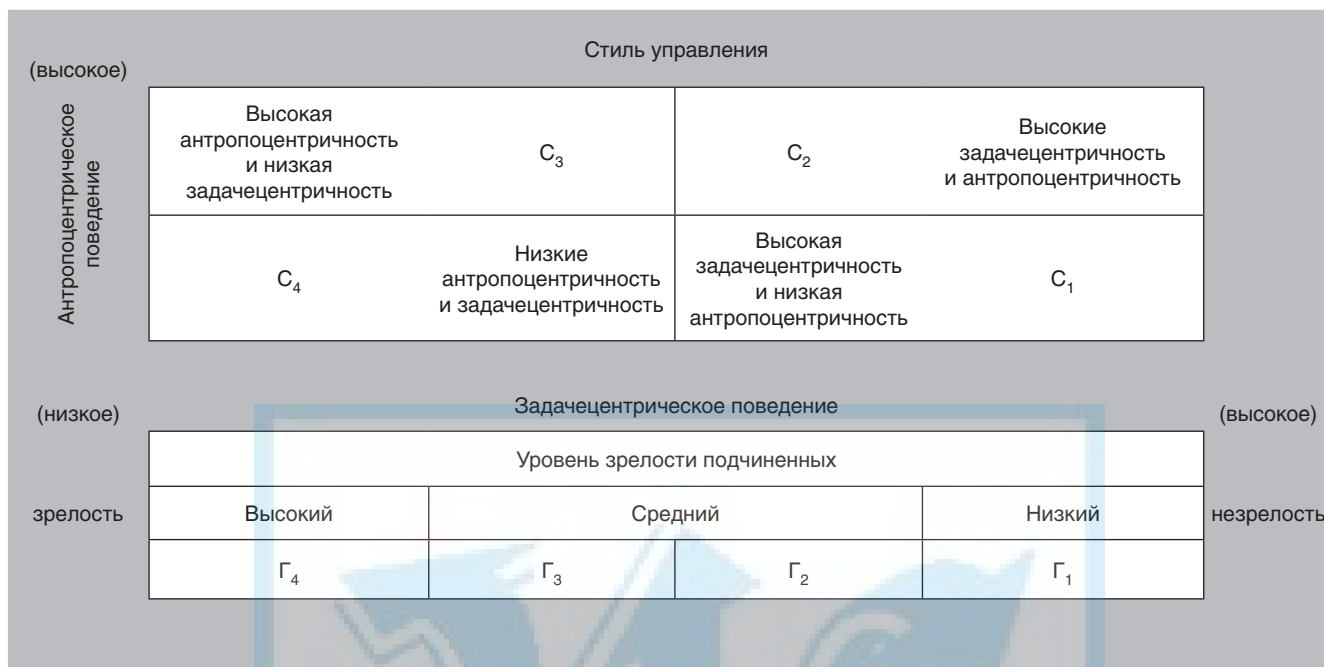 Стиль управления
(высокое)
Антропоцентрическое
поведение
Высокая
антропоцентричность
и низкая
задачецентричность
С₃
С₂
Высокие
задачецентричность
и антропоцентричность
С₄
Низкие
антропоцентричность
и задачецентричность
Высокая
задачецентричность
и низкая
антропоцентричность
С₁
(низкое)
Задачецентрическое поведение
(высокое)
Уровень зрелости подчиненных
зрелость
Высокий
Средний
Низкий
незрелость
Г₄
Г₃
Г₂
Г₁